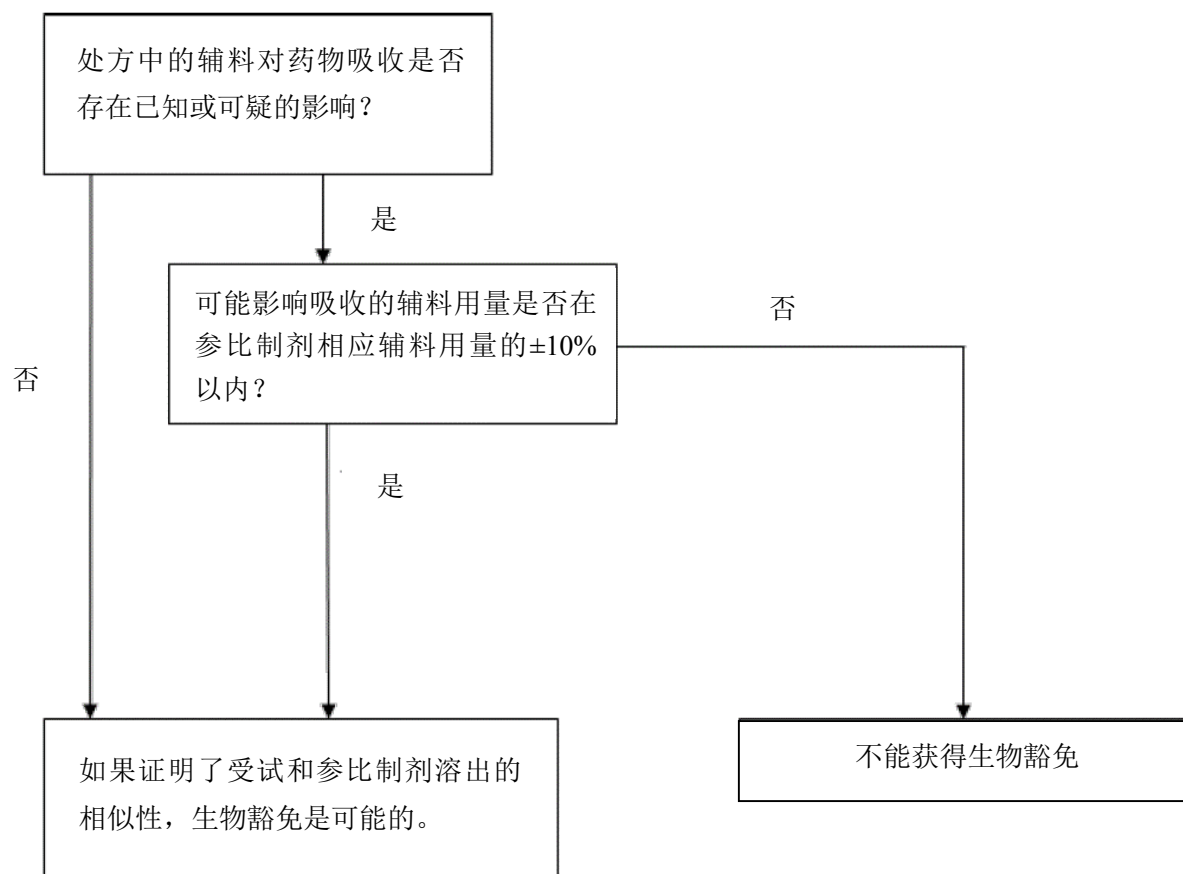 处方中的辅料对药物吸收是否
存在已知或可疑的影响？
是
可能影响吸收的辅料用量是否在
参比制剂相应辅料用量的±10%
以内？
否
否
是
如果证明了受试和参比制剂溶出的
相似性，生物豁免是可能的。
不能获得生物豁免